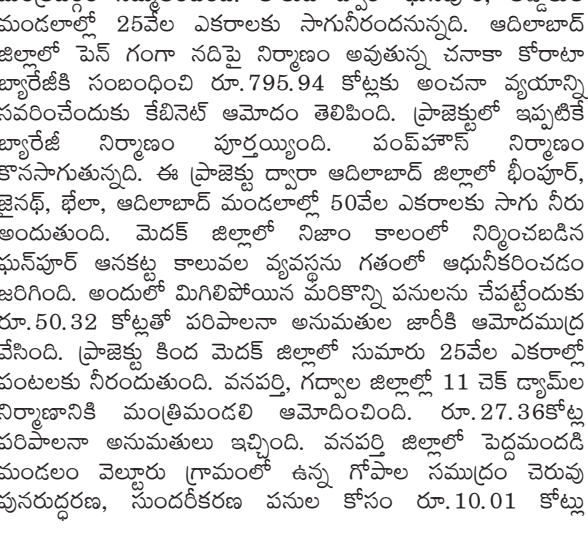 మండలాల్లో 25వేల ఎకరాలకు సాగునీరందనున్నది. ఆదిలాబాద్
జిల్లాలో పెన్ గంగా నదిపై నిర్మాణం అవుతున్న చనాకా కోరాటా
బ్యారేజీకి సంబంధించి రూ.795.94 కోట్లకు అంచనా వ్యయాన్ని
సవరించేందుకు కేబినెట్ ఆమోదం తెలిపింది. ప్రాజెక్టులో ఇప్పటికే
బ్యారేజీ నిర్మాణం పూర్తయ్యింది. పంప్‌హౌస్ నిర్మాణం
కొనసాగుతున్నది. ఈ ప్రాజెక్టు ద్వారా ఆదిలాబాద్ జిల్లాలో భీంపూర్,
జైనథ్, భేలా, ఆదిలాబాద్ మండలాల్లో 50వేల ఎకరాలకు సాగు నీరు
అందుతుంది. మెదక్ జిల్లాలో నిజాం కాలంలో నిర్మించబడిన
ఘన్‌పూర్ ఆనకట్ట కాలువల వ్యవస్థను గతంలో ఆధునీకరించడం
జరిగింది. అందులో మిగిలిపోయిన మరికొన్ని పనులను చేపట్టేందుకు
రూ.50.32 కోట్లతో పరిపాలనా అనుమతుల జారీకి ఆమోదముద్ర
వేసింది. ప్రాజెక్టు కింద మెదక్ జిల్లాలో సుమారు 25వేల ఎకరాల్లో
పంటలకు నీరందుతుంది. వనపర్తి, గద్వాల జిల్లాల్లో 11 చెక్ డ్యామ్‌ల
నిర్మాణానికి మంత్రిమండలి ఆమోదించింది. రూ.27.36కోట్ల
పరిపాలనా అనుమతులు ఇచ్చింది. వనపర్తి జిల్లాలో పెద్దమందడి
మండలం వెల్టూరు గ్రామంలో ఉన్న గోపాల సముద్రం చెరువు
పునరుద్ధరణ, సుందరీకరణ పనుల కోసం రూ.10.01 కోట్లు